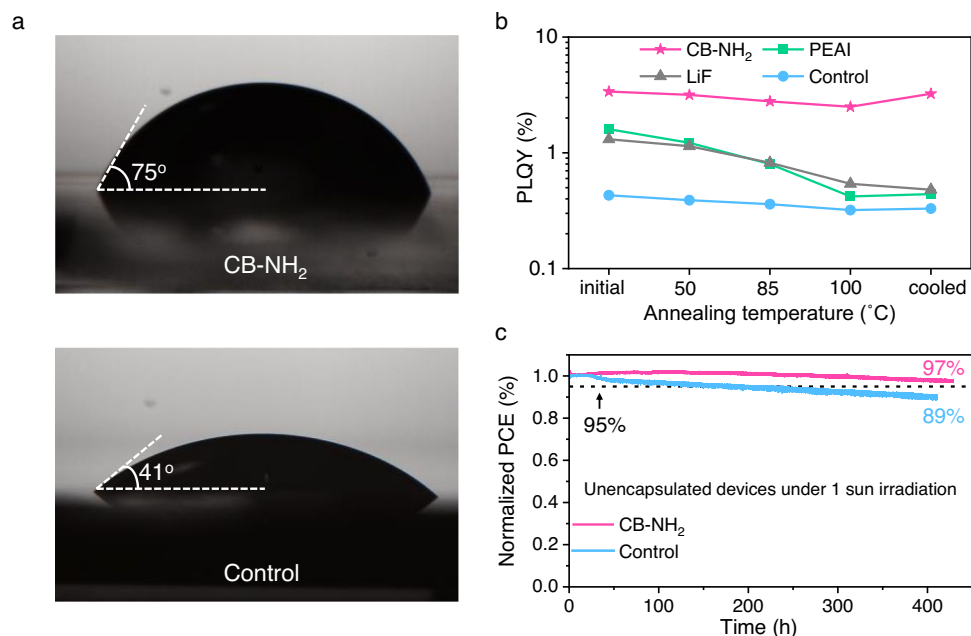 a
75°
CB-NH₂
41°
Control
b
10
1
0.1
PLQY (%)
CB-NH₂
PEAI
LiF
Control
initial
50
85
100
cooled
Annealing temperature (˚C)
c
1.0
0.8
0.6
0.4
0.2
0.0
Normalized PCE (%)
97%
89%
95%
Unencapsulated devices under 1 sun irradiation
CB-NH₂
Control
0
100
200
300
400
Time (h)